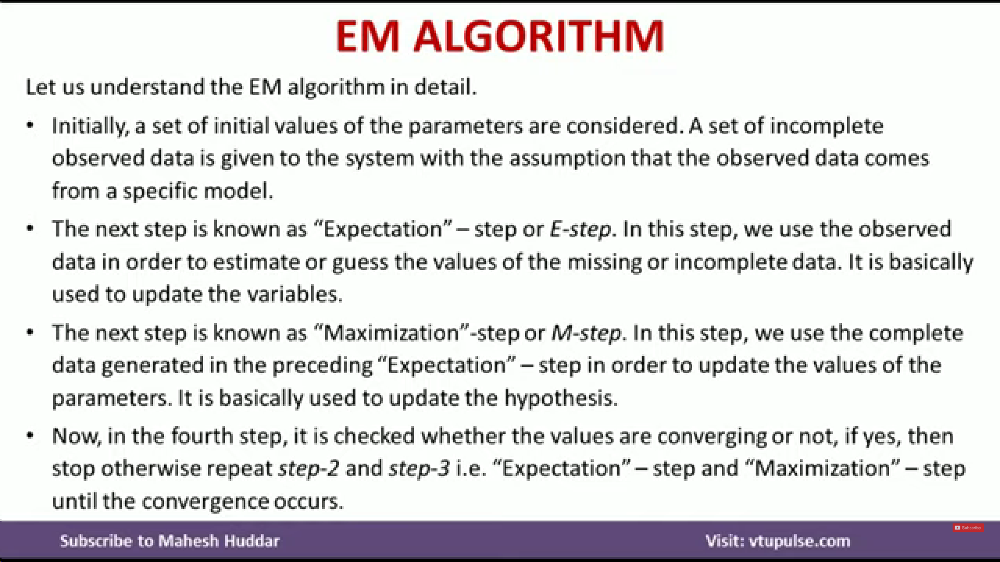 EM ALGORITHM
Let us understand the EM algorithm in detail.
• Initially, a set of initial values of the parameters are considered. A set of incomplete
observed data is given to the system with the assumption that the observed data comes
from a specific model.
• The next step is known as “Expectation” – step or E-step. In this step, we use the observed
data in order to estimate or guess the values of the missing or incomplete data. It is basically
used to update the variables.
• The next step is known as “Maximization”-step or M-step. In this step, we use the complete
data generated in the preceding “Expectation” – step in order to update the values of the
parameters. It is basically used to update the hypothesis.
• Now, in the fourth step, it is checked whether the values are converging or not, if yes, then
stop otherwise repeat step-2 and step-3 i.e. “Expectation” – step and “Maximization” – step
until the convergence occurs.
Subscribe
Subscribe to Mahesh Huddar
Visit: vtupulse.com